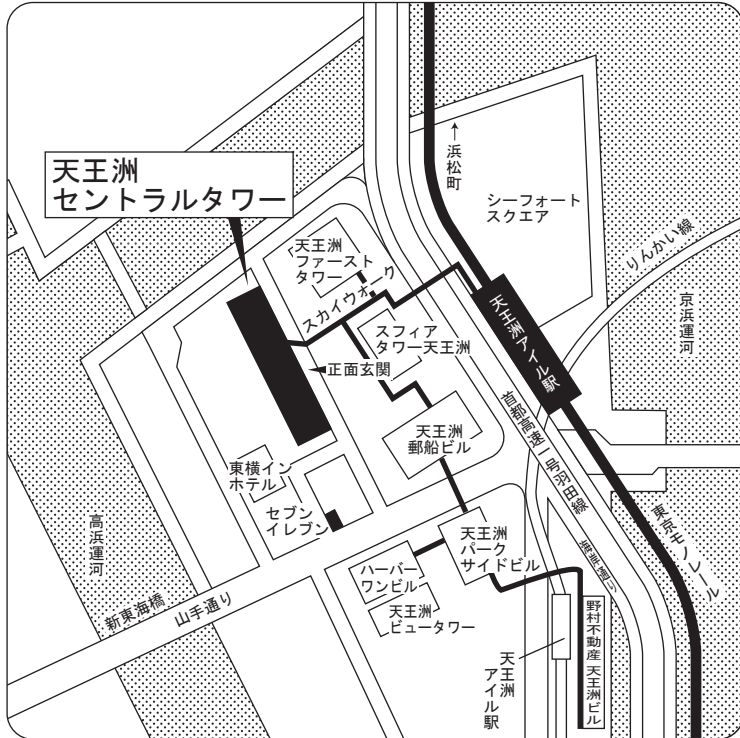 ↑浜松町
天王洲
セントラルタワー
シーフォート
スクエア
りんかい線
京浜運河
天王洲
ファースト
タワー
スカイウォーク
天王洲アイル駅
スフィア
タワー天王洲
正面玄関
首都高速一号羽田線
天王洲
郵船ビル
東横イン
ホテル
セブン
イレブン
高浜運河
新東海橋
山手通り
天王洲
パーク
サイドビル
ハーバー
ワンビル
天王洲
ビュータワー
海岸通り
東京モノレール
天王洲
アイル駅
野村不動産 天王洲ビル